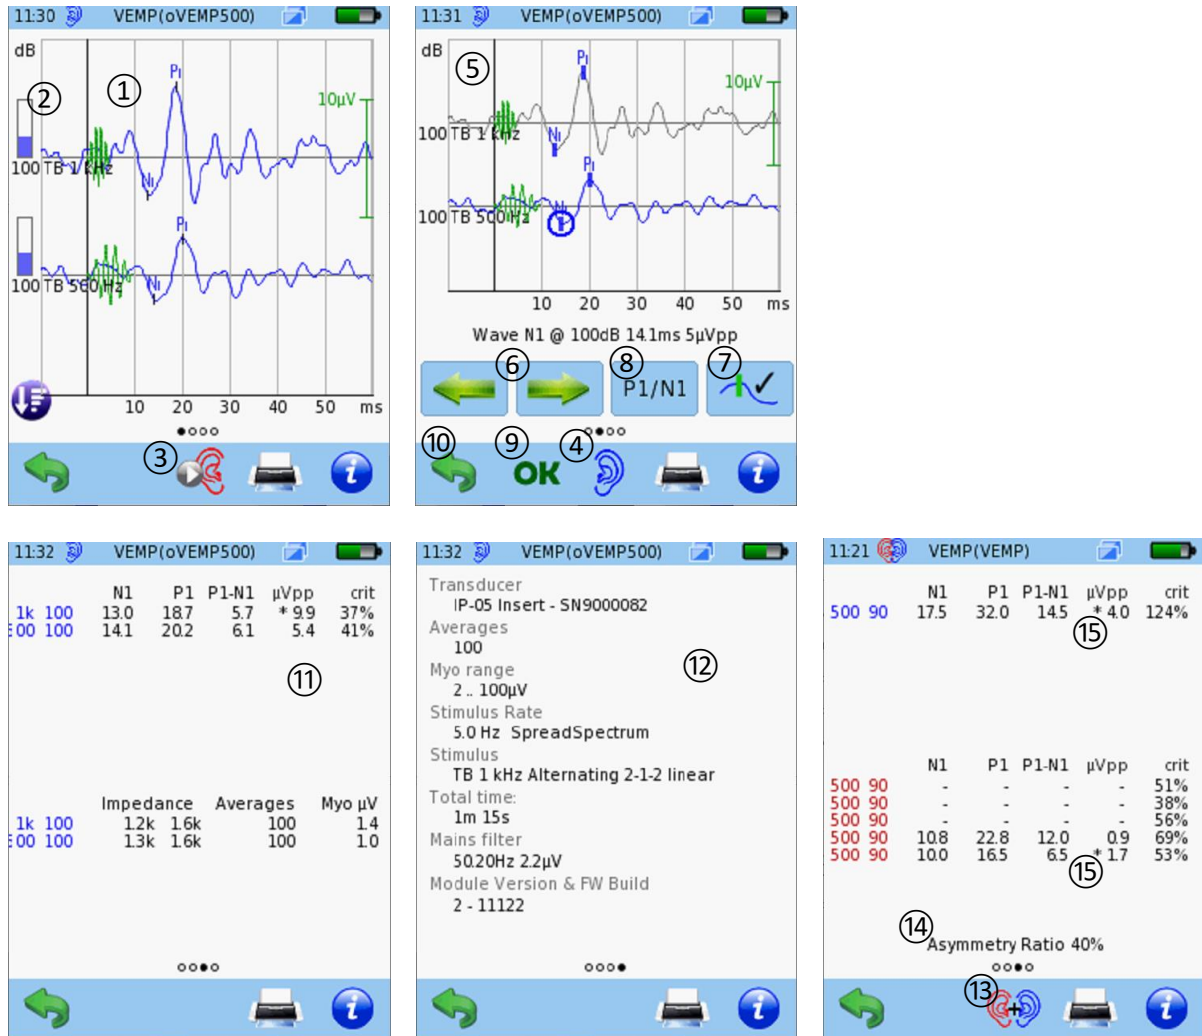 11:30 VEMP(oVEMP500)
dB
② ①
P₁
10µV
100 TB 1 kHz
N₁
P₁
100 TB 500 Hz
N₁
10 20 30 40 50 ms
③
i
11:31 VEMP(oVEMP500)
dB
⑤
P₁
10µV
100 TB 1 kHz
N₁
P₁
100 TB 500 Hz
N₁
10 20 30 40 50 ms
Wave N1 @ 100dB 14.1ms 5µVpp
⑥ ⑧ ⑦
P1/N1
⑩ ⑨ ④
OK
i
11:32 VEMP(oVEMP500)
N1 P1 P1-N1 µVpp crit
1k 100 13.0 18.7 5.7 * 9.9 37%
500 100 14.1 20.2 6.1 5.4 41%
⑪
Impedance Averages Myo µV
1k 100 1.2k 1.6k 100 1.4
500 100 1.3k 1.6k 100 1.0
i
11:32 VEMP(oVEMP500)
Transducer
IP-05 Insert - SN9000082
Averages
100
⑫
Myo range
2 .. 100µV
Stimulus Rate
5.0 Hz SpreadSpectrum
Stimulus
TB 1 kHz Alternating 2-1-2 linear
Total time:
1m 15s
Mains filter
50.20Hz 2.2µV
Module Version & FW Build
2 - 11122
i
11:21 VEMP(VEMP)
N1 P1 P1-N1 µVpp crit
500 90 17.5 32.0 14.5 * 4.0 124%
⑮
N1 P1 P1-N1 µVpp crit
500 90 - - - - 51%
500 90 - - - - 38%
500 90 - - - - 56%
500 90 10.8 22.8 12.0 0.9 69%
500 90 10.0 16.5 6.5 * 1.7 53%
⑮
⑭
Asymmetry Ratio 40%
⑬
+
i